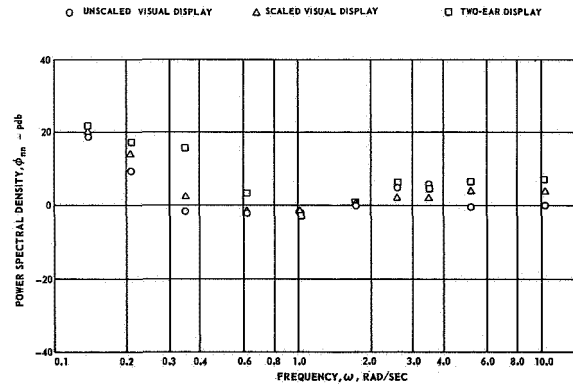 ○ UNSCALED VISUAL DISPLAY △ SCALED VISUAL DISPLAY □ TWO-EAR DISPLAY
POWER SPECTRAL DENSITY, ϕnn – pdb
40
20
0
−20
−40
0.1 0.2 0.3 0.4 0.6 0.8 1.0 2.0 3.0 4.0 6.0 8.0 10.0
FREQUENCY, ω, RAD/SEC